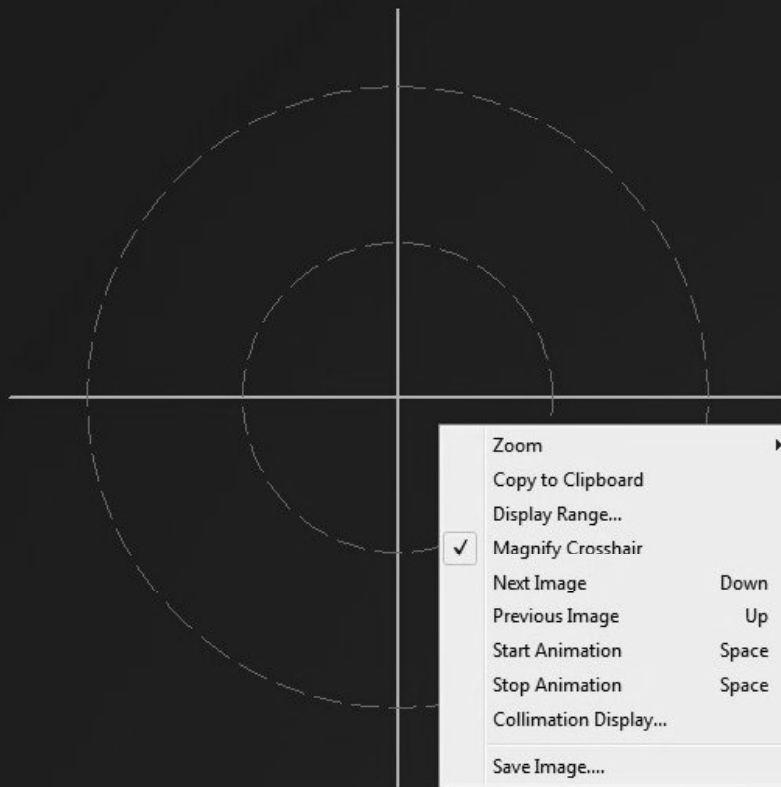 Zoom
Copy to Clipboard
Display Range...
Magnify Crosshair
Next Image Down
Previous Image Up
Start Animation Space
Stop Animation Space
Collimation Display...
Save Image....